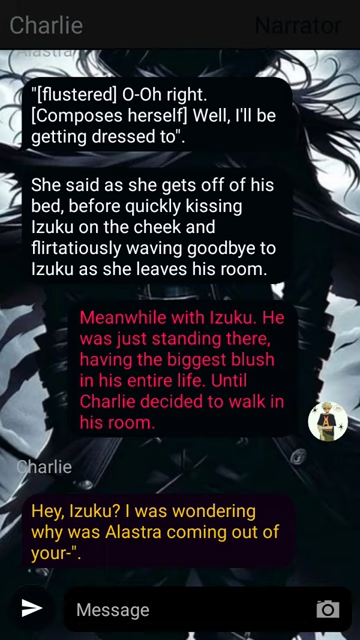 Charlie
Narrator
Alastra
"[flustered] O-Oh right.
[Composes herself] Well, I'll be
getting dressed to".
She said as she gets off of his
bed, before quickly kissing
Izuku on the cheek and
flirtatiously waving goodbye to
Izuku as she leaves his room.
Meanwhile with Izuku. He
was just standing there,
having the biggest blush
in his entire life. Until
Charlie decided to walk in
his room.
Charlie
Hey, Izuku? I was wondering
why was Alastra coming out of
your-".
Message